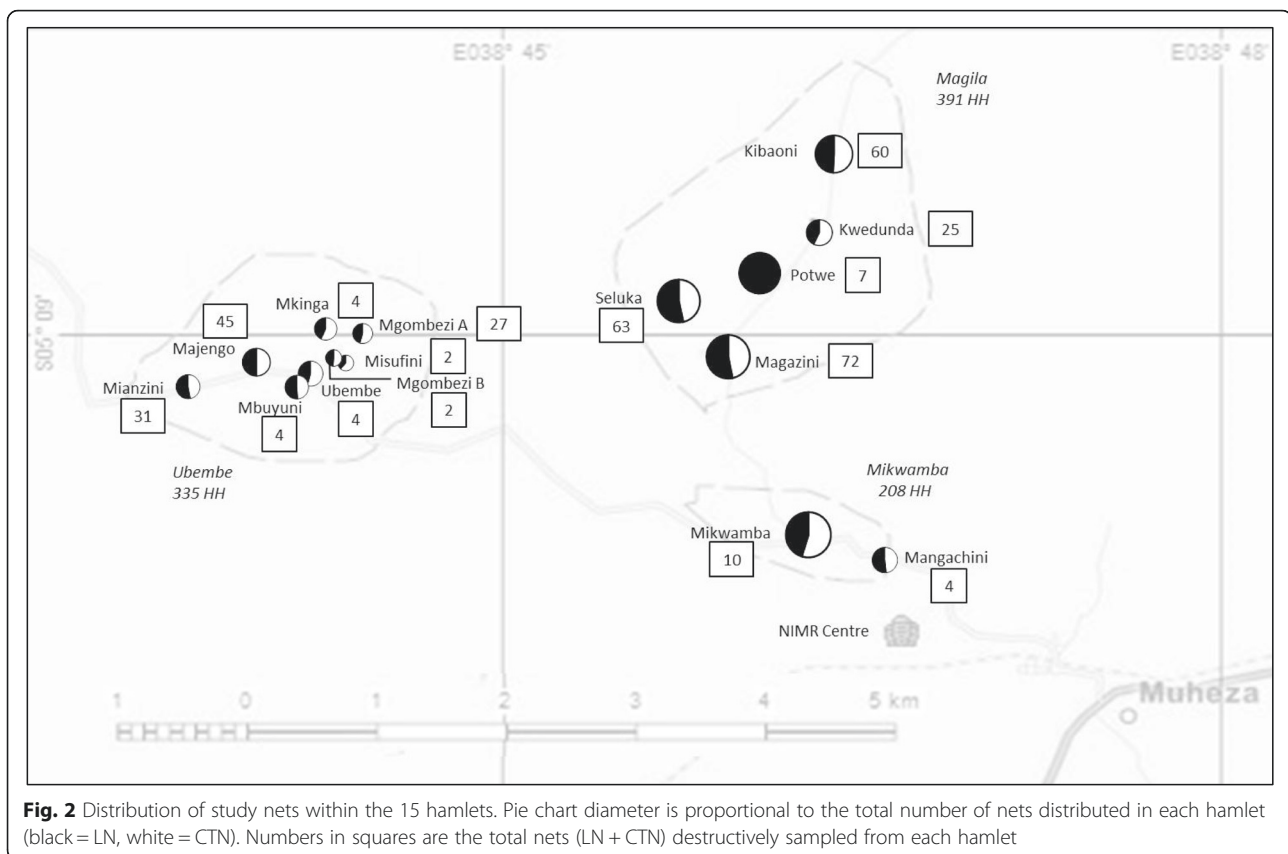 E038° 45′
E038° 48′
Magila
391 HH
Kibaoni
60
Kwedunda
25
Potwe
7
Seluka
63
Magazini
72
S05° 09′
Mkinga
4
45
Mgombezi A
27
Majengo
Misufini
2
Mianzini
31
Mgombezi B
2
Ubembe
4
Mbuyuni
4
Ubembe
335 HH
Mikwamba
208 HH
Mikwamba
10
Mangachini
4
NIMR Centre
Muheza
1 0 1 2 3 4 5 km
Fig. 2 Distribution of study nets within the 15 hamlets. Pie chart diameter is proportional to the total number of nets distributed in each hamlet
(black = LN, white = CTN). Numbers in squares are the total nets (LN + CTN) destructively sampled from each hamlet